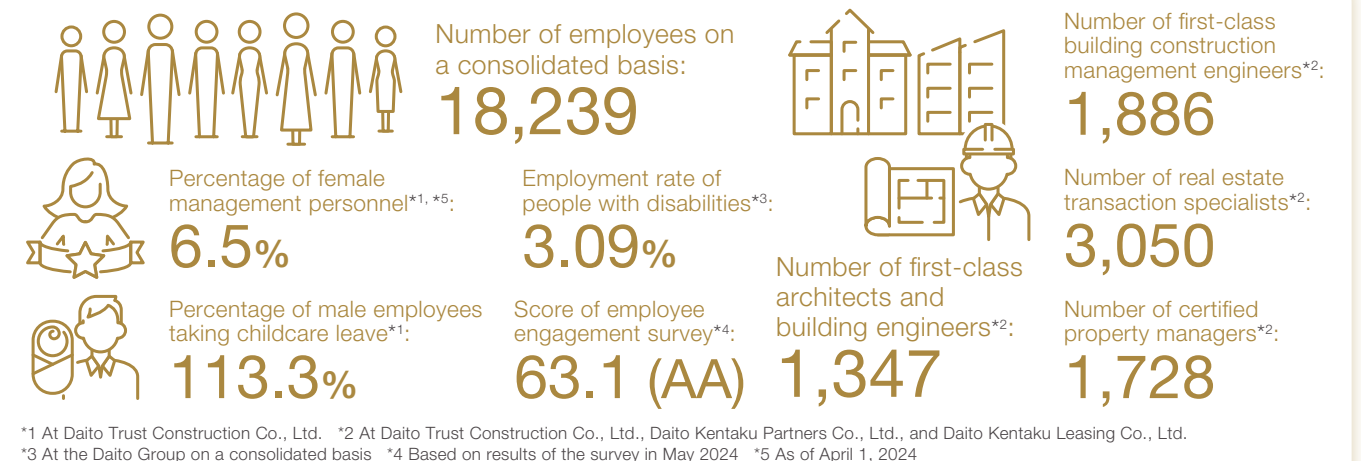 Number of employees on
a consolidated basis:
18,239
Percentage of female
management personnel*1, *5:
6.5%
Employment rate of
people with disabilities*3:
3.09%
Percentage of male employees
taking childcare leave*1:
113.3%
Score of employee
engagement survey*4:
63.1 (AA)
Number of first-class
architects and
building engineers*2:
1,347
Number of first-class
building construction
management engineers*2:
1,886
Number of real estate
transaction specialists*2:
3,050
Number of certified
property managers*2:
1,728
*1 At Daito Trust Construction Co., Ltd. *2 At Daito Trust Construction Co., Ltd., Daito Kentaku Partners Co., Ltd., and Daito Kentaku Leasing Co., Ltd.
*3 At the Daito Group on a consolidated basis *4 Based on results of the survey in May 2024 *5 As of April 1, 2024